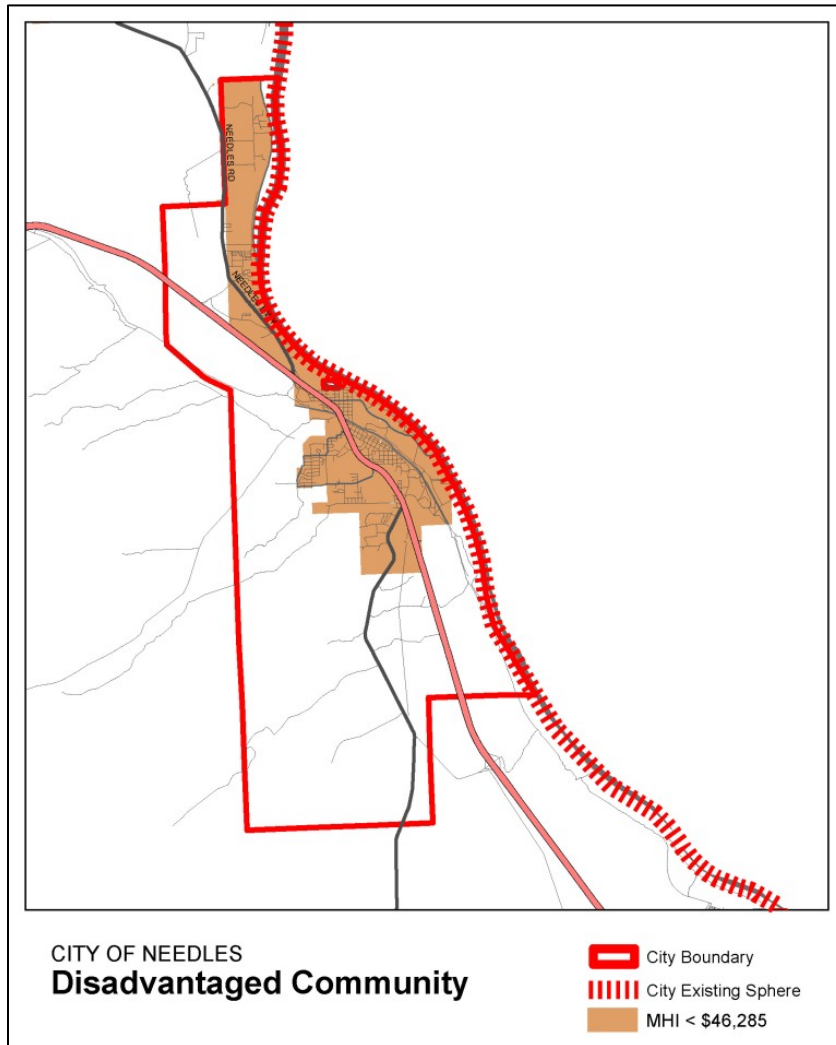 NEEDLES RD
NEEDLES
CITY OF NEEDLES
Disadvantaged Community
City Boundary
City Existing Sphere
MHI < $46,285